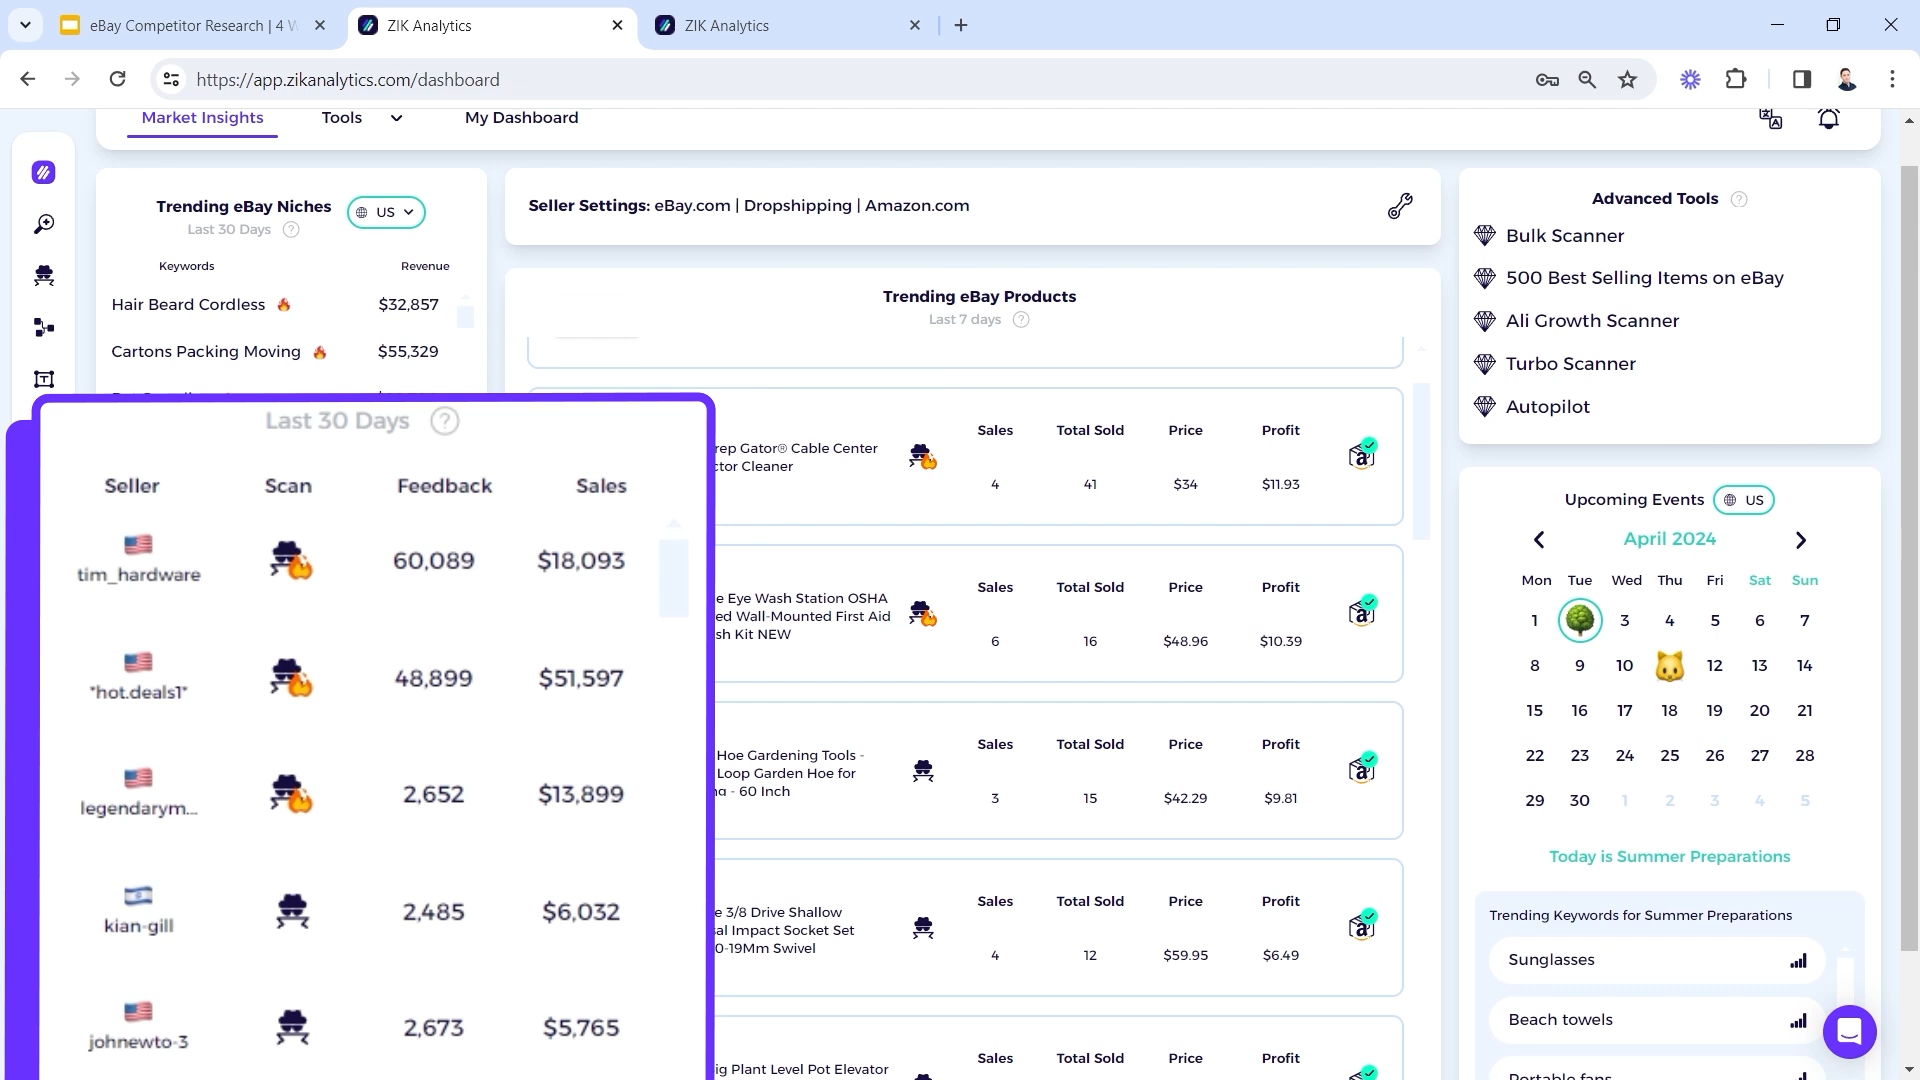 eBay Competitor Research | 4 W
ZIK Analytics
ZIK Analytics
https://app.zikanalytics.com/dashboard
Market Insights
Tools
My Dashboard
Trending eBay Niches
US
Last 30 Days ?
Keywords
Revenue
Hair Beard Cordless
$32,857
Cartons Packing Moving
$55,329
Seller Settings: eBay.com | Dropshipping | Amazon.com
Trending eBay Products
Last 7 days ?
Last 30 Days ?
Seller Scan Feedback Sales
tim_hardware
60,089 $18,093
*hot.deals1*
48,899 $51,597
legendarym...
2,652 $13,899
kian-gill
2,485 $6,032
johnewto-3
2,673 $5,765
rep Gator® Cable Center
ctor Cleaner
Sales Total Sold Price Profit
4 41 $34 $11.93
e Eye Wash Station OSHA
ed Wall-Mounted First Aid
sh Kit NEW
Sales Total Sold Price Profit
6 16 $48.96 $10.39
Hoe Gardening Tools -
Loop Garden Hoe for
- 60 Inch
Sales Total Sold Price Profit
3 15 $42.29 $9.81
e 3/8 Drive Shallow
sal Impact Socket Set
0-19Mm Swivel
Sales Total Sold Price Profit
4 12 $59.95 $6.49
ig Plant Level Pot Elevator
Sales Total Sold Price Profit
Advanced Tools ?
Bulk Scanner
500 Best Selling Items on eBay
Ali Growth Scanner
Turbo Scanner
Autopilot
Upcoming Events US
April 2024
Mon Tue Wed Thu Fri Sat Sun
1 3 4 5 6 7
8 9 10 12 13 14
15 16 17 18 19 20 21
22 23 24 25 26 27 28
29 30 1 2 3 4 5
Today is Summer Preparations
Trending Keywords for Summer Preparations
Sunglasses
Beach towels
Portable fans